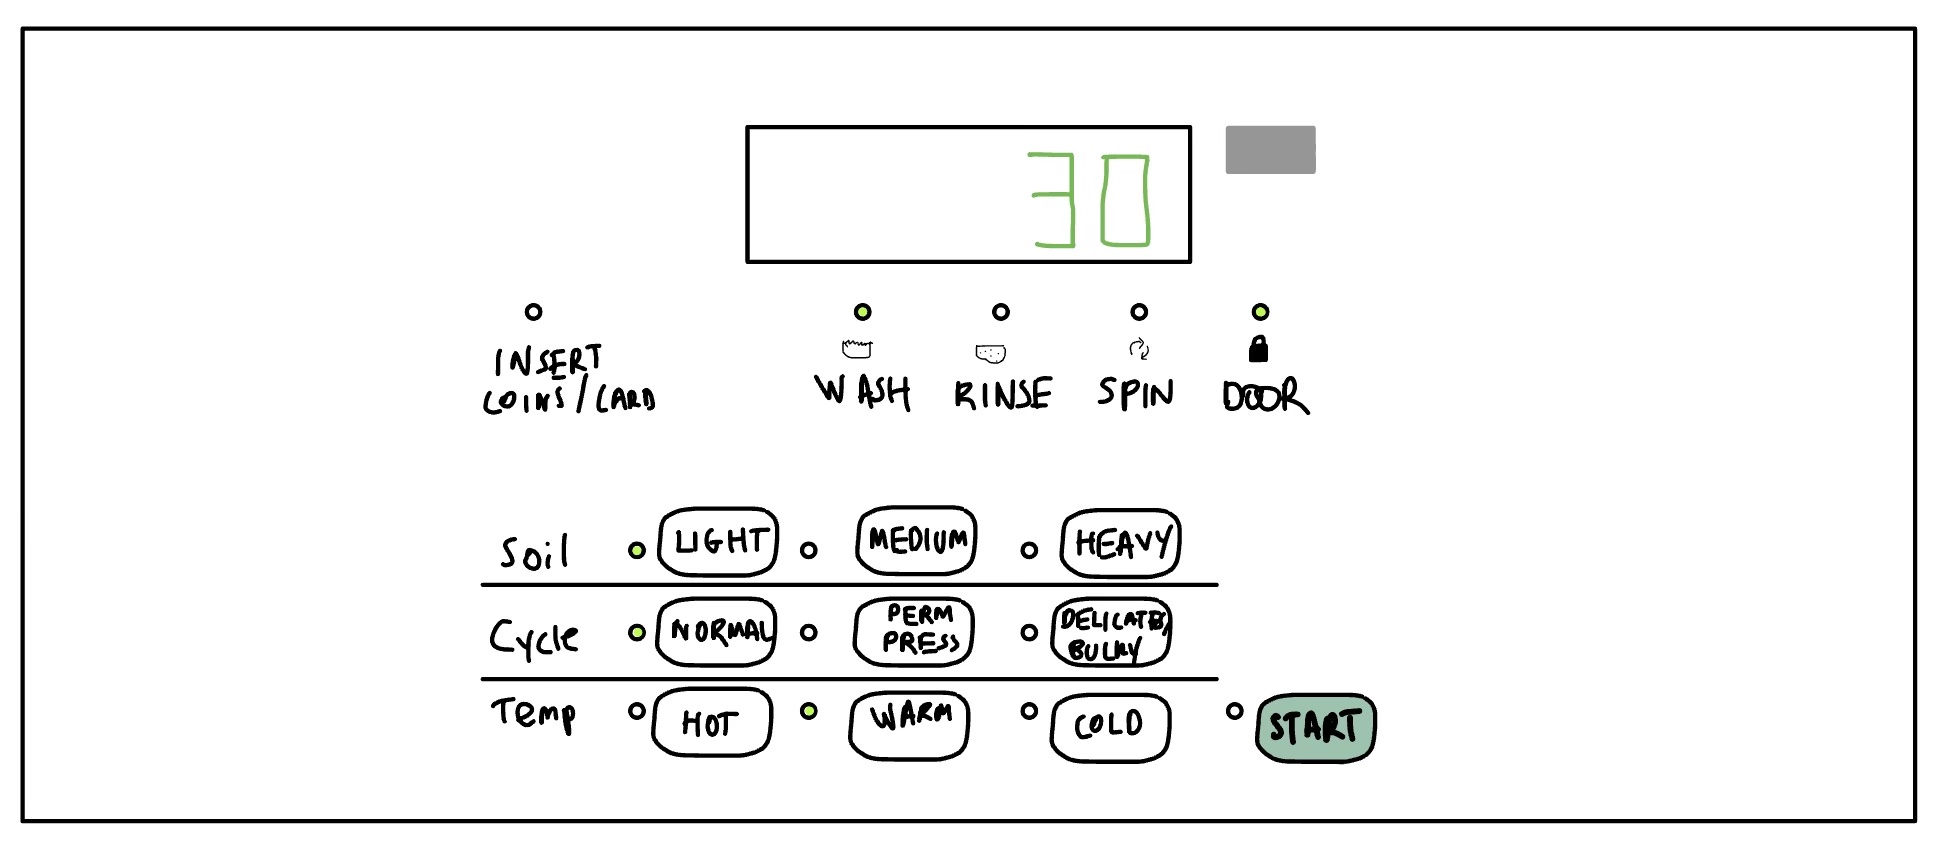 30
INSERT
COINS/CARD
WASH RINSE SPIN DOOR
Soil LIGHT MEDIUM HEAVY
Cycle NORMAL PERM PRESS DELICATE/ BULKY
Temp HOT WARM COLD START